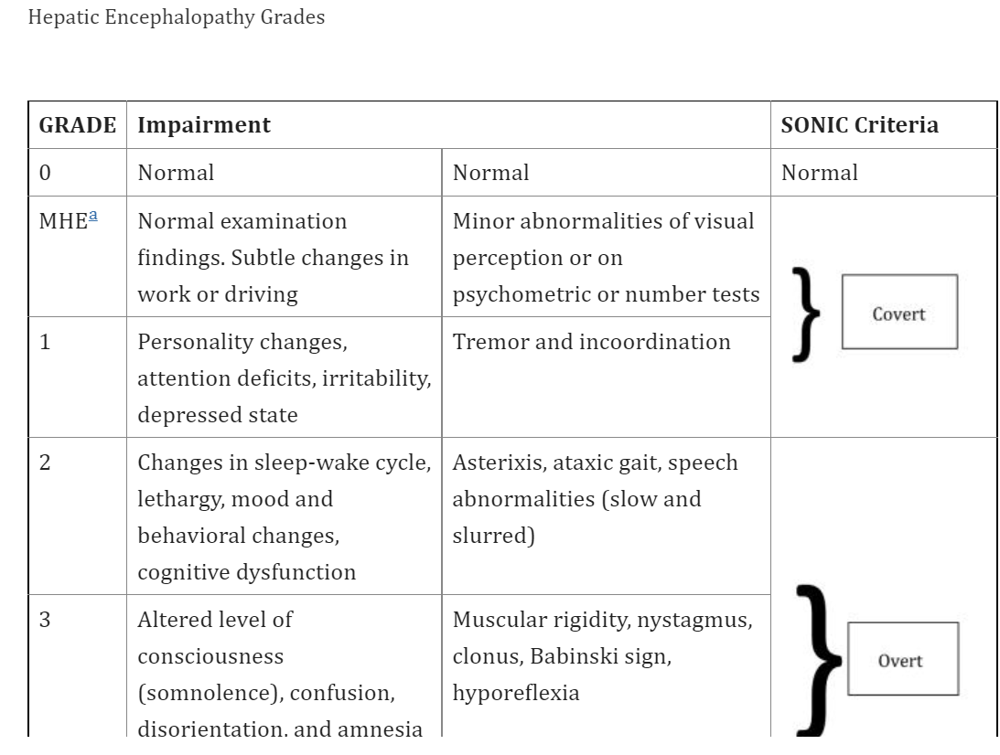 Hepatic Encephalopathy Grades
GRADE Impairment SONIC Criteria
0 Normal Normal Normal
MHEa Normal examination
findings. Subtle changes in
work or driving
Minor abnormalities of visual
perception or on
psychometric or number tests
Covert
1 Personality changes,
attention deficits, irritability,
depressed state
Tremor and incoordination
2 Changes in sleep-wake cycle,
lethargy, mood and
behavioral changes,
cognitive dysfunction
Asterixis, ataxic gait, speech
abnormalities (slow and
slurred)
3 Altered level of
consciousness
(somnolence), confusion,
disorientation, and amnesia
Muscular rigidity, nystagmus,
clonus, Babinski sign,
hyporeflexia
Overt